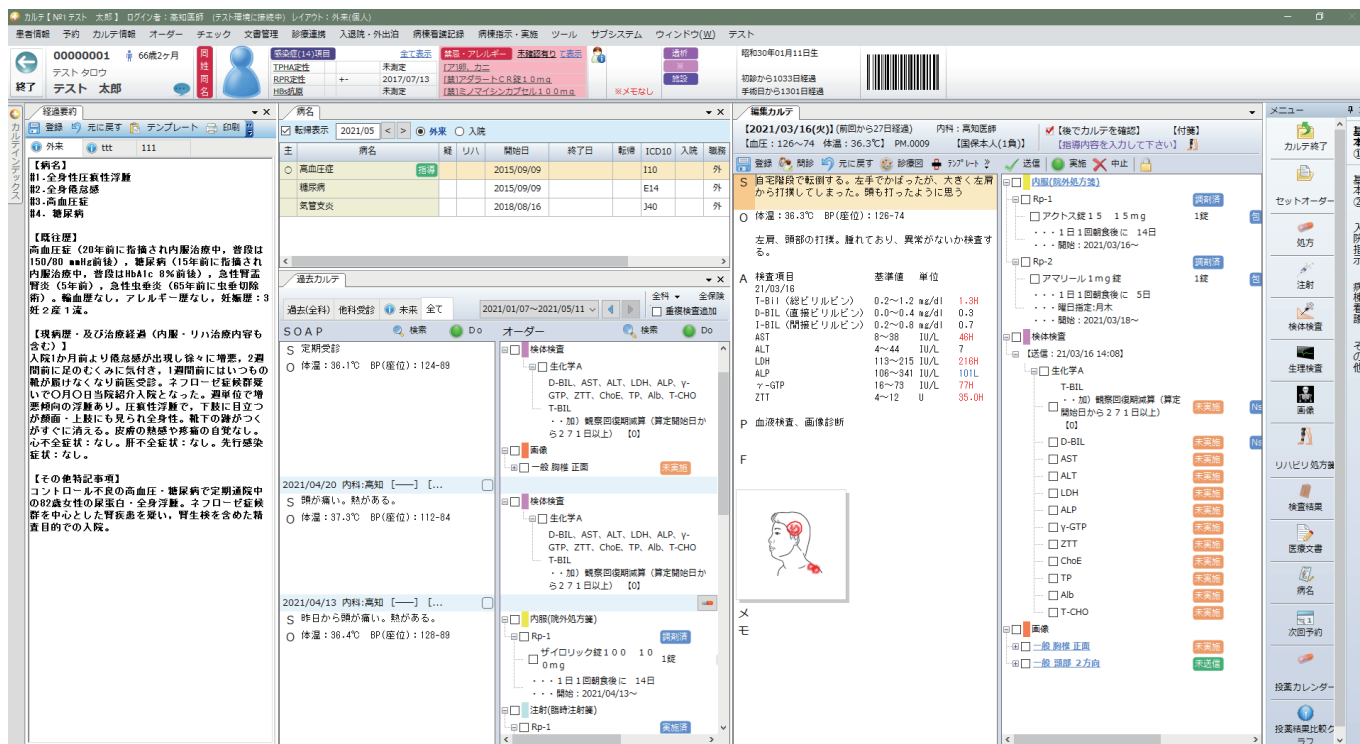 カルテ【 №1 テスト　太郎 】 ログイン者：高知医師　(テスト環境に接続中)　レイアウト：外来(個人)
患者情報　予約　カルテ情報　オーダー　チェック　文書管理　診療連携　入退院・外出泊　病棟看護記録　病棟指示・実施　ツール　サブシステム　ウィンドウ(W)　テスト
終了
00000001　66歳2ヶ月
テスト タロウ
テスト　太郎
同姓同名
感染症(14)項目　全て表示
TPHA定性　未測定
RPR定性　+-　2017/07/13
HBs抗原　未測定
禁忌・アレルギー　未確認有り　全て表示
[ア]卵、カニ
[禁]アダラートＣＲ錠１０ｍｇ
[禁]ミノマイシンカプセル１００ｍｇ
※メモなし
透析
※
施設
昭和30年01月11日生
初診から1033日経過
手術日から1301日経過
カルテインデックス
経過要約
登録　元に戻す　テンプレート　印刷
外来　ttt　111
【病名】
#1.全身性圧痕性浮腫
#2.全身倦怠感
#3.高血圧症
#4. 糖尿病
【既往歴】
高血圧症（20年前に指摘され内服治療中，普段は
150/80 mmHg前後），糖尿病（15年前に指摘され
内服治療中，普段はHbA1c 8％前後），急性腎盂
腎炎（5年前），急性虫垂炎（65年前に虫垂切除
術）。輸血歴なし，アレルギー歴なし，妊娠歴：3
妊２産１流。
【現病歴・及び治療経過（内服・リハ治療内容も
含む）】
入院1か月前より倦怠感が出現し徐々に増悪，2週
間前に足のむくみに気付き，1週間前にはいつもの
靴が履けなくなり前医受診。ネフローゼ症候群疑
いで〇月〇日当院紹介入院となった。週単位で増
悪傾向の浮腫あり。圧痕性浮腫で，下肢に目立つ
が顔面・上肢にも見られ全身性。靴下の跡がつく
がすぐに消える。皮膚の熱感や疼痛の自覚なし。
心不全症状：なし。肝不全症状：なし。先行感染
症状：なし。
【その他特記事項】
コントロール不良の高血圧・糖尿病で定期通院中
の82歳女性の尿蛋白・全身浮腫。ネフローゼ症候
群を中心とした腎疾患を疑い，腎生検を含めた精
査目的での入院。
病名
転帰表示　2021/05　<　>　外来　入院
主　病名　疑　リハ　開始日　終了日　転帰　ICD10　入院　職務
○　高血圧症　指導　2015/09/09　I10　外
糖尿病　2015/09/09　E14　外
気管支炎　2018/08/16　J40　外
過去カルテ
過去(全科)　他科受診　未来　全て　2021/01/07～2021/05/11　全科　全保険
重複検査追加
ＳＯＡＰ　検索　Ｄｏ　オーダー　検索　Do
S　定期受診
O　体温：36.1℃　BP(座位)：124-89
検体検査
生化学A
D-BIL、AST、ALT、LDH、ALP、γ-
GTP、ZTT、ChoE、TP、Alb、T-CHO
T-BIL
・・加）観察回復期減算（算定開始日か
ら２７１日以上）　【0】
画像
一般 胸椎 正面　未実施
2021/04/20 内科:高知　[――]　[...
S　頭が痛い。熱がある。
O　体温：37.3℃　BP(座位)：112-84
検体検査
生化学A
D-BIL、AST、ALT、LDH、ALP、γ-
GTP、ZTT、ChoE、TP、Alb、T-CHO
T-BIL
・・加）観察回復期減算（算定開始日か
ら２７１日以上）　【0】
2021/04/13 内科:高知　[――]　[...
S　昨日から頭が痛い。熱がある。
O　体温：38.4℃　BP(座位)：128-89
内服(院外処方箋)
Rp-1　調剤済
ザイロリック錠１００　１０
０ｍｇ　1錠
・・・１日１回朝食後に　14日
・・・開始：2021/04/13～
注射(臨時注射箋)
Rp-1　実施済
編集カルテ
【2021/03/16(火)】(前回から27日経過)　内科：高知医師　【後でカルテを確認】　【付箋】
【血圧：126～74　体温：36.3℃】 PM.0009　【国保本人(1負)】　【指導内容を入力して下さい】
登録　問診　元に戻す　診療図　ﾃﾝﾌﾟﾚｰﾄ　送信　実施　中止
S　自宅階段で転倒する。左手でかばったが、大きく左肩
から打撲してしまった。頭も打ったように思う
O　体温：36.3℃　BP(座位)：126-74
左肩、頭部の打撲。腫れており、異常がないか検査す
る。
A　検査項目　基準値　単位
21/03/16
T-Bil（総ビリルビン）　0.2～1.2 mg/dl　1.3H
D-BIL（直接ビリルビン）　0.0～0.4 mg/dl　0.3
I-BIL（間接ビリルビン）　0.2～0.8 mg/dl　0.7
AST　8～38　IU/L　46H
ALT　4～44　IU/L　7
LDH　113～215 IU/L　216H
ALP　106～341 IU/L　101L
γ-GTP　16～73　IU/L　77H
ZTT　4～12　U　35.0H
P　血液検査、画像診断
F
メモ
内服(院外処方箋)
Rp-1　調剤済
アクトス錠１５　１５ｍｇ　1錠　包
・・・１日１回朝食後に　14日
・・・開始：2021/03/16～
Rp-2　調剤済
アマリール１ｍｇ錠　1錠　包
・・・１日１回朝食後に　5日
・・・曜日指定:月木
・・・開始：2021/03/18～
検体検査
【送信：21/03/16 14:08】
生化学A
T-BIL
・・加）観察回復期減算（算定
開始日から２７１日以上）　未実施　Ns
【0】
D-BIL　未実施　Ns
AST　未実施
ALT　未実施
LDH　未実施
ALP　未実施
γ-GTP　未実施
ZTT　未実施
ChoE　未実施
TP　未実施
Alb　未実施
T-CHO　未実施
画像
一般 胸椎 正面　未実施
一般 頭部 ２方向　未送信
メニュー
カルテ終了
セットオーダー
処方
注射
検体検査
生理検査
画像
リハビリ処方箋
検査結果
医療文書
病名
次回予約
投薬カレンダー
投薬結果比較グ
ラフ
基本①
基本②
入院指示
病棟看護
その他